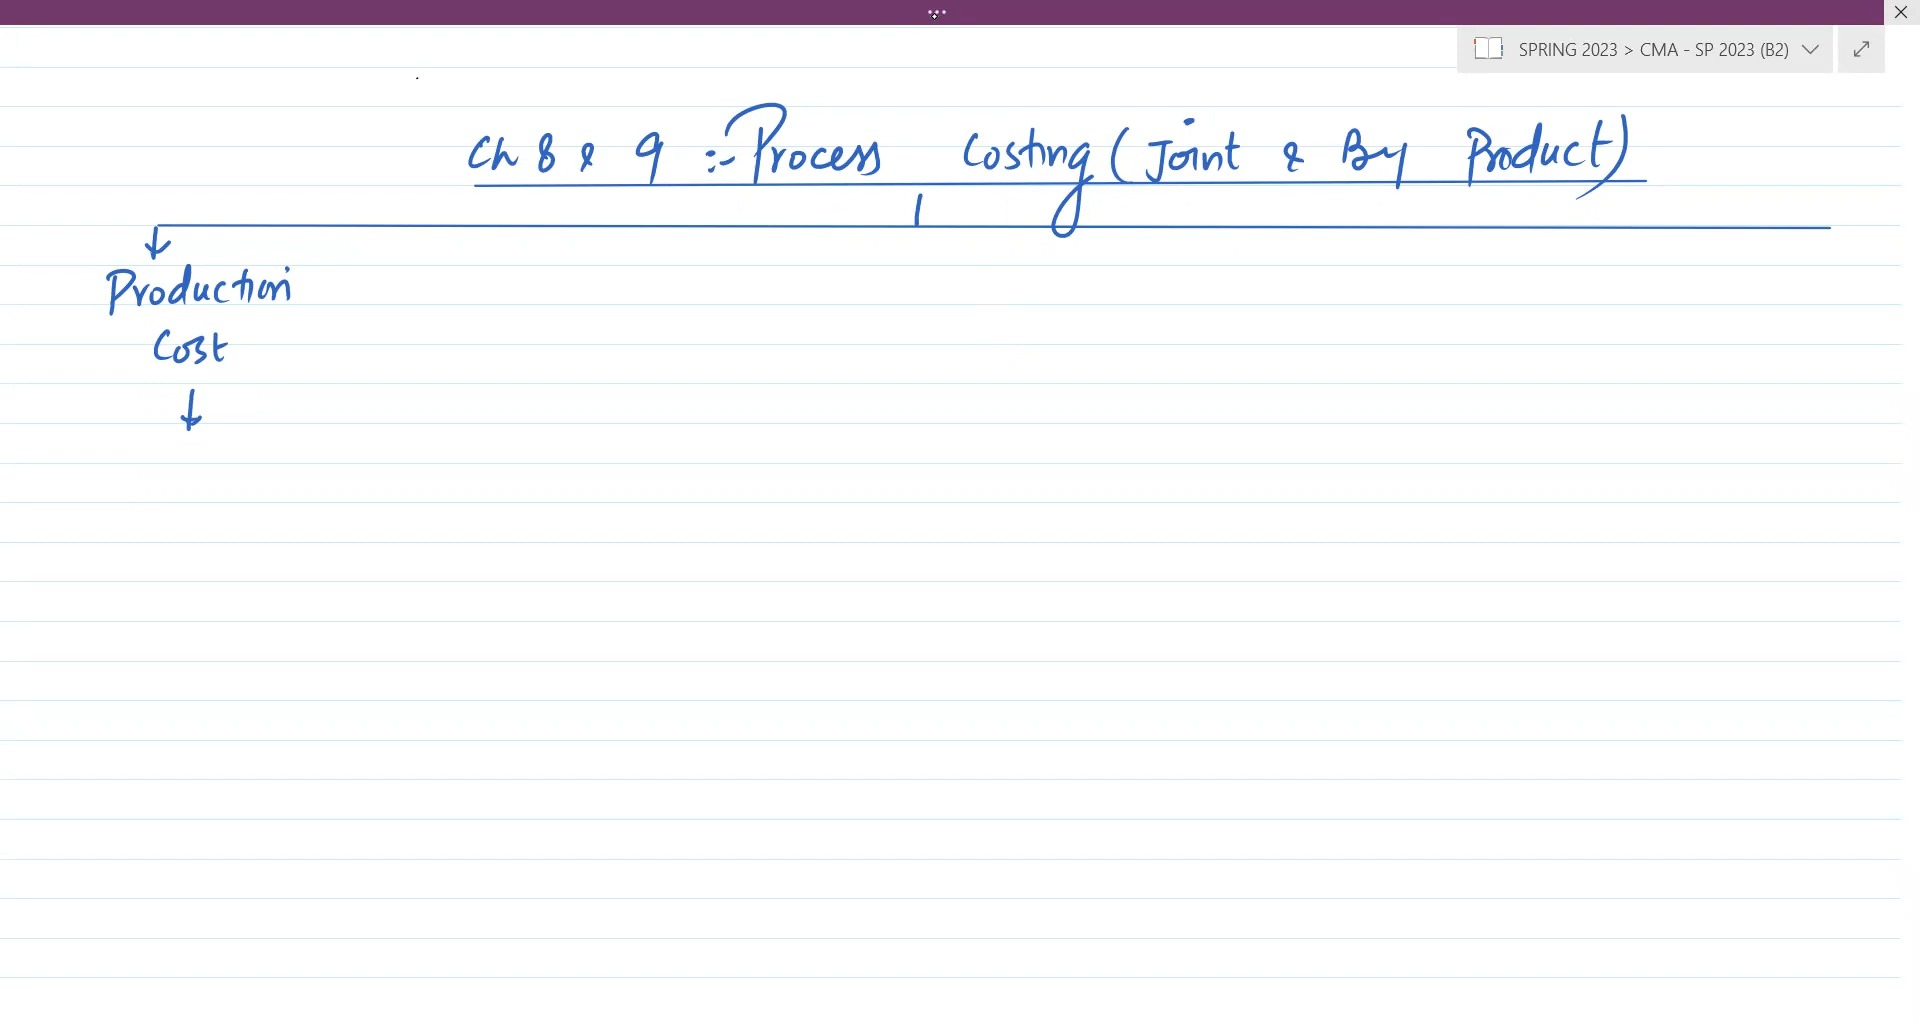 SPRING 2023 > CMA - SP 2023 (B2)
Ch 8 & 9 :- Process Costing (Joint & By Product)
Production
Cost